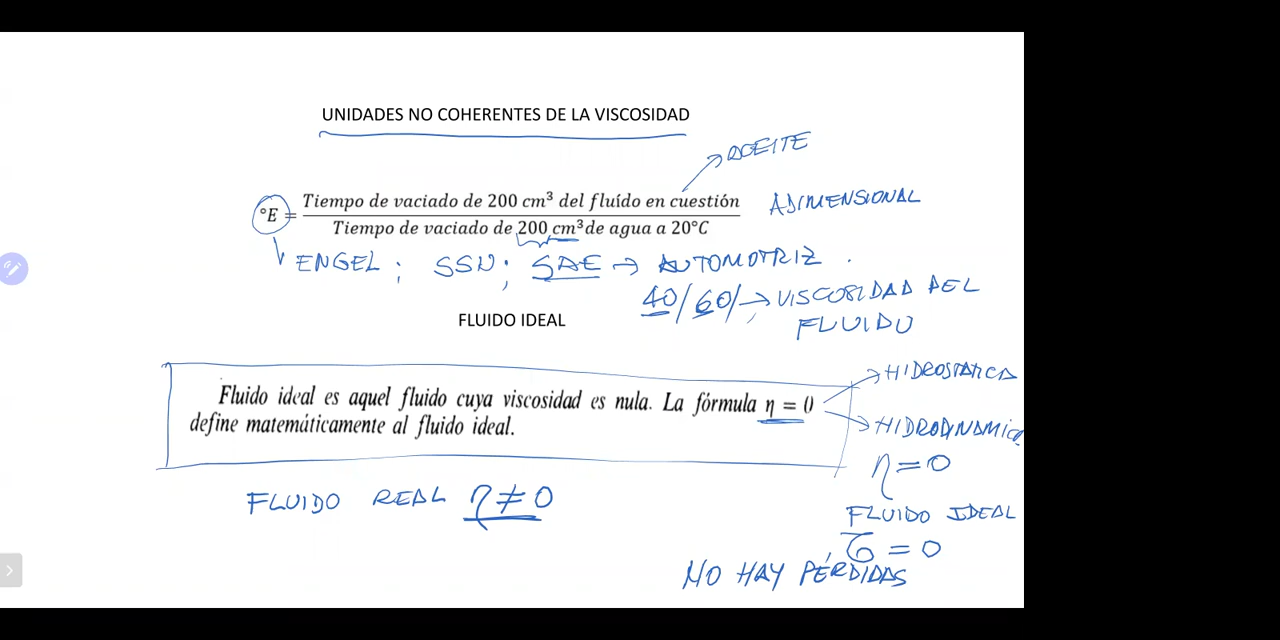 UNIDADES NO COHERENTES DE LA VISCOSIDAD
ACEITE
°E = Tiempo de vaciado de 200 cm³ del fluído en cuestión
Tiempo de vaciado de 200 cm³ de agua a 20°C
ADIMENSIONAL
ENGEL ; SSU ; SAE → AUTOMOTRIZ .
40/60/→ VISCOSIDAD DEL
FLUIDO
FLUIDO IDEAL
HIDROSTATICA
Fluido ideal es aquel fluido cuya viscosidad es nula. La fórmula η = 0
define matemáticamente al fluido ideal.
HIDRODINAMICA
η = 0
FLUIDO REAL η ≠ 0
FLUIDO IDEAL
τ = 0
NO HAY PÉRDIDAS